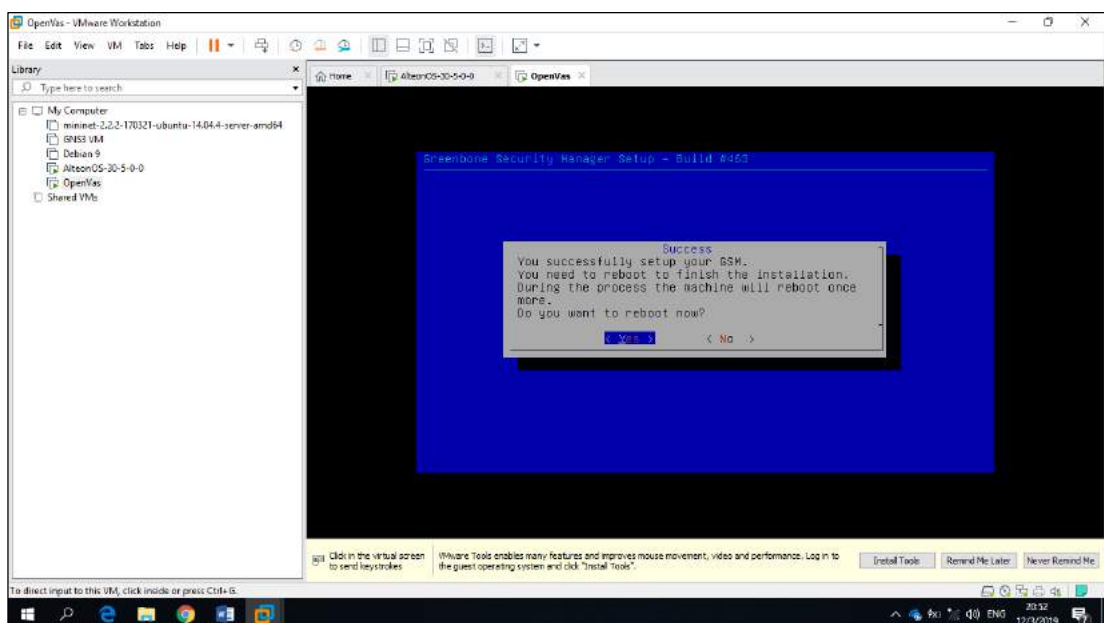 OpenVas - VMware Workstation
File Edit View VM Tabs Help
Library
Type here to search
My Computer
mininet-2.2.2-170321-ubuntu-14.04.4-server-amd64
GNS3 VM
Debian 9
AlteonOS-30-5-0-0
OpenVas
Shared VMs
Home AlteonOS-30-5-0-0 OpenVas
Greenbone Security Manager Setup - Build #463
Success
You successfully setup your GSM.
You need to reboot to finish the installation.
During the process the machine will reboot once
more.
Do you want to reboot now?
< Yes > < No >
Click in the virtual screen
to send keystrokes
VMware Tools enables many features and improves mouse movement, video and performance. Log in to
the guest operating system and click "Install Tools".
Install Tools Remind Me Later Never Remind Me
To direct input to this VM, click inside or press Ctrl+G.
ENG
20:52
12/3/2019